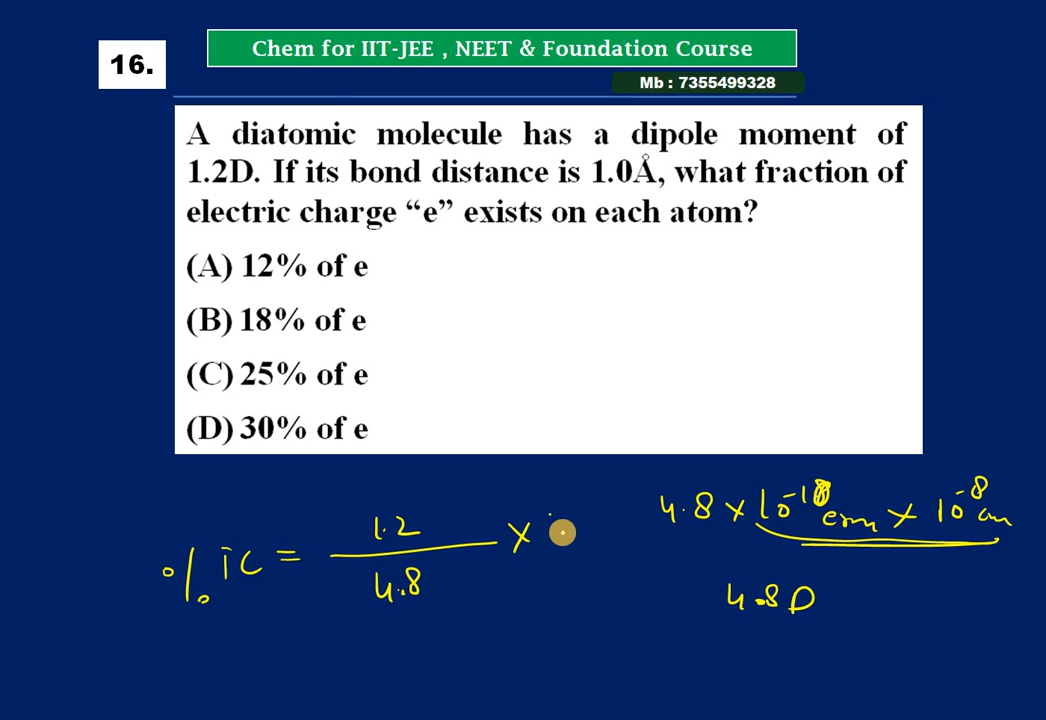 16.
Chem for IIT-JEE , NEET & Foundation Course
Mb : 7355499328
A diatomic molecule has a dipole moment of
1.2D. If its bond distance is 1.0Å, what fraction of
electric charge “e” exists on each atom?
(A) 12% of e
(B) 18% of e
(C) 25% of e
(D) 30% of e
4.8 × 10⁻¹⁰ × 10⁻⁸ cm
% IC = 1.2 / 4.8 ×
4.8 D